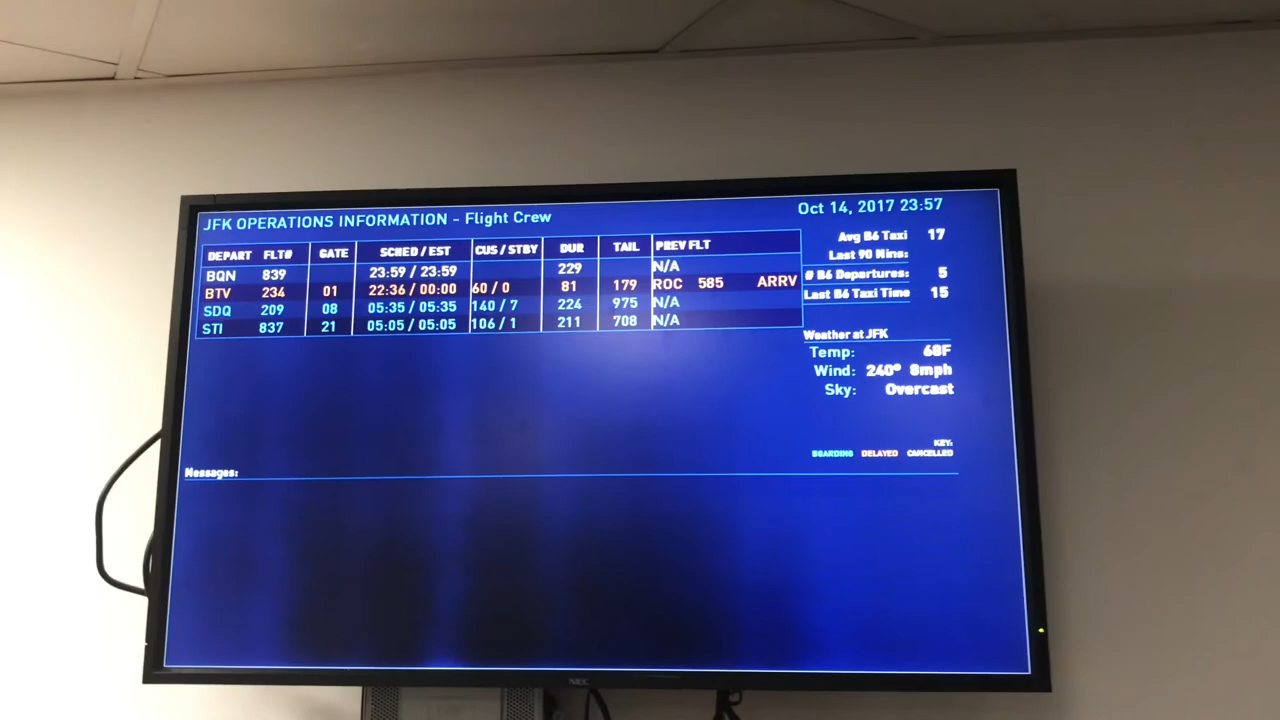 JFK OPERATIONS INFORMATION - Flight Crew
Oct 14, 2017 23:57
DEPART FLT# GATE SCHED / EST CUS / STBY DUR TAIL PREV FLT
BQN 839 23:59 / 23:59 229 N/A
BTV 234 01 22:36 / 00:00 60 / 0 81 179 ROC 585 ARRV
SDQ 209 08 05:35 / 05:35 140 / 7 224 975 N/A
STI 837 21 05:05 / 05:05 106 / 1 211 708 N/A
Avg B6 Taxi 17
Last 90 Mins:
# B6 Departures: 5
Last B6 Taxi Time 15
Weather at JFK
Temp: 68F
Wind: 240° 8mph
Sky: Overcast
KEY:
BOARDING DELAYED CANCELLED
Messages:
NEC